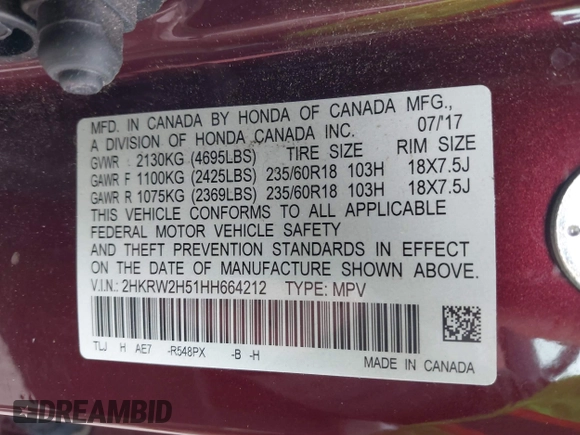 MFD. IN CANADA BY HONDA OF CANADA MFG.,
A DIVISION OF HONDA CANADA INC. 07/'17
GVWR 2130KG (4695LBS) TIRE SIZE RIM SIZE
GAWR F 1100KG (2425LBS) 235/60R18 103H 18X7.5J
GAWR R 1075KG (2369LBS) 235/60R18 103H 18X7.5J
THIS VEHICLE CONFORMS TO ALL APPLICABLE
FEDERAL MOTOR VEHICLE SAFETY
AND THEFT PREVENTION STANDARDS IN EFFECT
ON THE DATE OF MANUFACTURE SHOWN ABOVE.
V.I.N.: 2HKRW2H51HH664212 TYPE: MPV
TLJ H AE7 -R548PX -B -H
MADE IN CANADA
DREAMBID